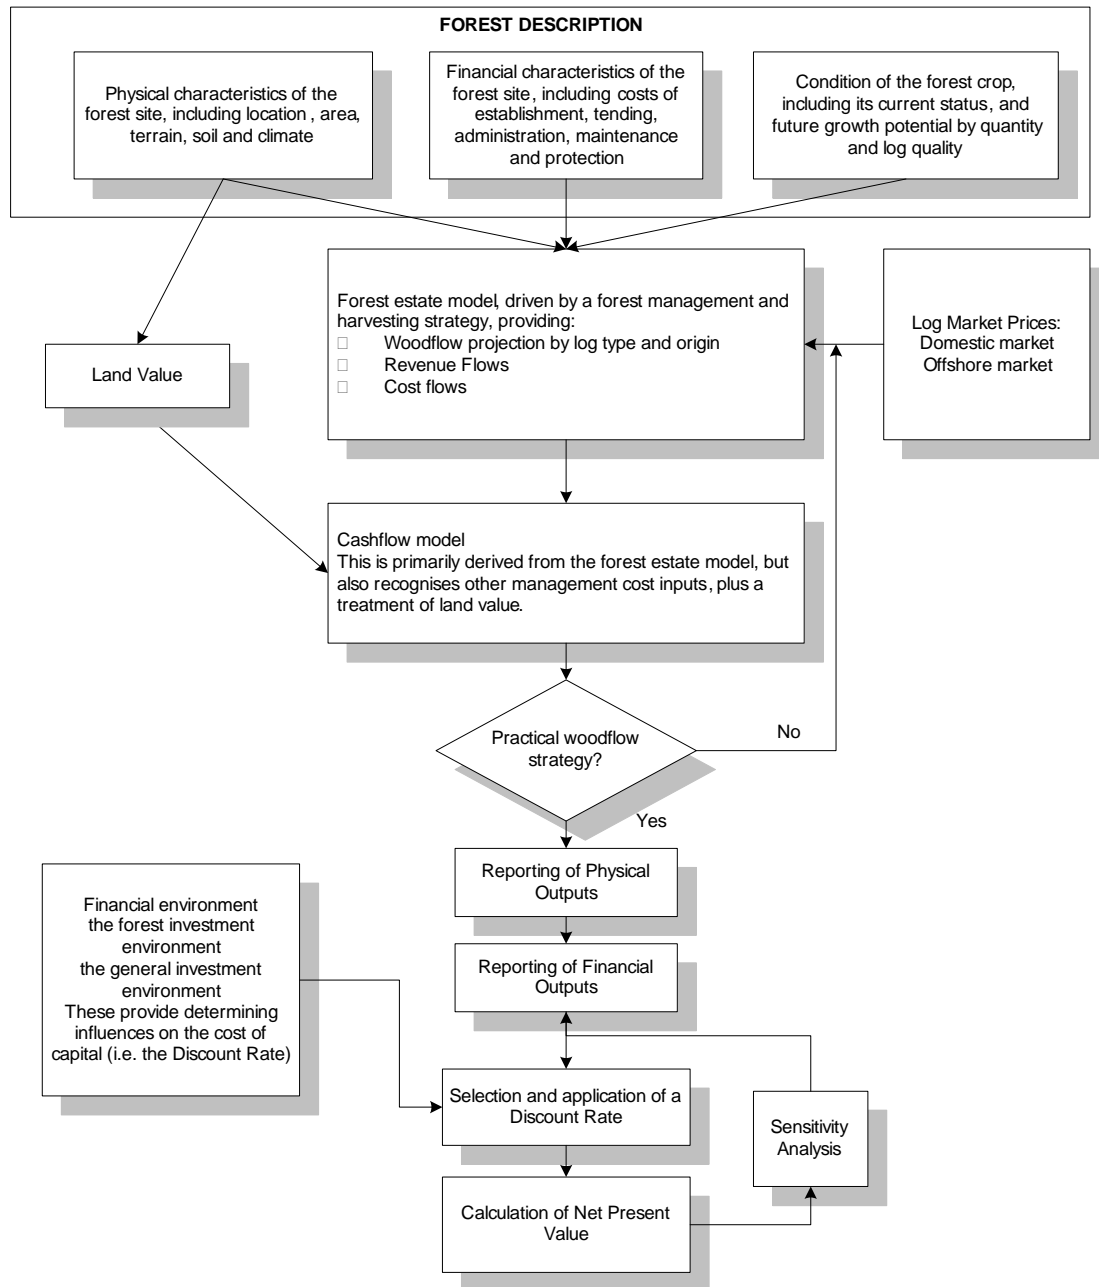 FOREST DESCRIPTION
Physical characteristics of the
forest site, including location , area,
terrain, soil and climate
Financial characteristics of the
forest site, including costs of
establishment, tending,
administration, maintenance
and protection
Condition of the forest crop,
including its current status, and
future growth potential by quantity
and log quality
Forest estate model, driven by a forest management and
harvesting strategy, providing:
Woodflow projection by log type and origin
Revenue Flows
Cost flows
Log Market Prices:
Domestic market
Offshore market
Land Value
Cashflow model
This is primarily derived from the forest estate model, but
also recognises other management cost inputs, plus a
treatment of land value.
Practical woodflow
strategy?
No
Yes
Reporting of Physical
Outputs
Financial environment
the forest investment
environment
the general investment
environment
These provide determining
influences on the cost of
capital (i.e. the Discount Rate)
Reporting of Financial
Outputs
Selection and application of a
Discount Rate
Sensitivity
Analysis
Calculation of Net Present
Value